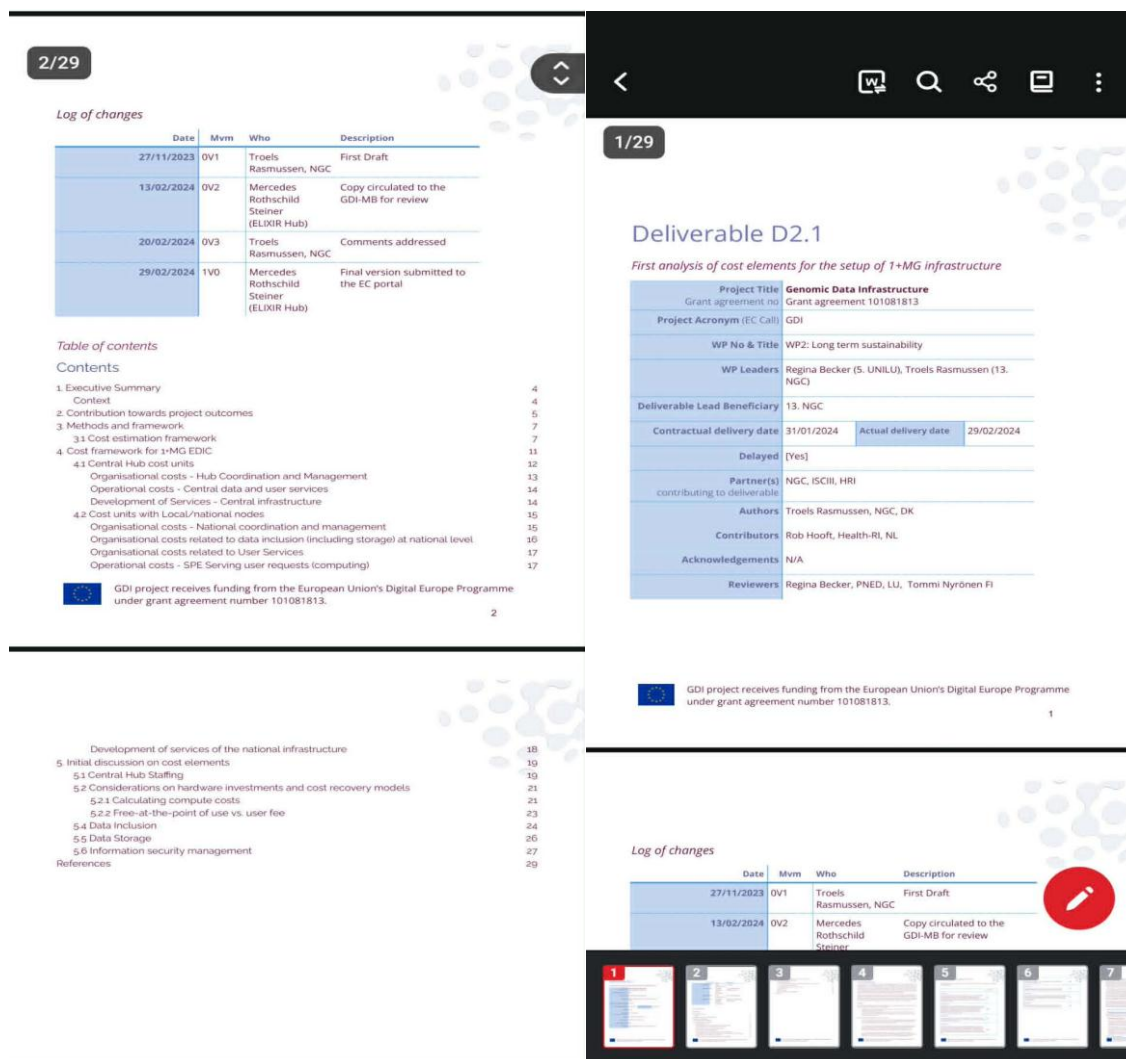 2/29
Log of changes
Date Mvm Who Description
27/11/2023 0V1 Troels Rasmussen, NGC First Draft
13/02/2024 0V2 Mercedes Rothschild Steiner (ELIXIR Hub) Copy circulated to the GDI-MB for review
20/02/2024 0V3 Troels Rasmussen, NGC Comments addressed
29/02/2024 1V0 Mercedes Rothschild Steiner (ELIXIR Hub) Final version submitted to the EC portal
Table of contents
Contents
1. Executive Summary 4
Context 4
2. Contribution towards project outcomes 5
3. Methods and framework 7
3.1 Cost estimation framework 7
4. Cost framework for 1+MG EDIC 11
4.1 Central Hub cost units 12
Organisational costs - Hub Coordination and Management 13
Operational costs - Central data and user services 14
Development of Services - Central infrastructure 14
4.2 Cost units with Local/national nodes 15
Organisational costs - National coordination and management 15
Organisational costs related to data inclusion (including storage) at national level 16
Organisational costs related to User Services 17
Operational costs - SPE Serving user requests (computing) 17
GDI project receives funding from the European Union's Digital Europe Programme
under grant agreement number 101081813.
2
Development of services of the national infrastructure 18
5. Initial discussion on cost elements 19
5.1 Central Hub Staffing 19
5.2 Considerations on hardware investments and cost recovery models 21
5.2.1 Calculating compute costs 21
5.2.2 Free-at-the-point of use vs. user fee 23
5.4 Data Inclusion 24
5.5 Data Storage 26
5.6 Information security management 27
References 29
1/29
Deliverable D2.1
First analysis of cost elements for the setup of 1+MG infrastructure
Project Title Genomic Data Infrastructure
Grant agreement no Grant agreement 101081813
Project Acronym (EC Call) GDI
WP No & Title WP2: Long term sustainability
WP Leaders Regina Becker (5. UNILU), Troels Rasmussen (13.
NGC)
Deliverable Lead Beneficiary 13. NGC
Contractual delivery date 31/01/2024 Actual delivery date 29/02/2024
Delayed [Yes]
Partner(s) NGC, ISCIII, HRI
contributing to deliverable
Authors Troels Rasmussen, NGC, DK
Contributors Rob Hooft, Health-RI, NL
Acknowledgements N/A
Reviewers Regina Becker, PNED, LU, Tommi Nyrönen FI
GDI project receives funding from the European Union's Digital Europe Programme
under grant agreement number 101081813.
1
Log of changes
Date Mvm Who Description
27/11/2023 0V1 Troels Rasmussen, NGC First Draft
13/02/2024 0V2 Mercedes Rothschild Steiner Copy circulated to the GDI-MB for review
1 2 3 4 5 6 7